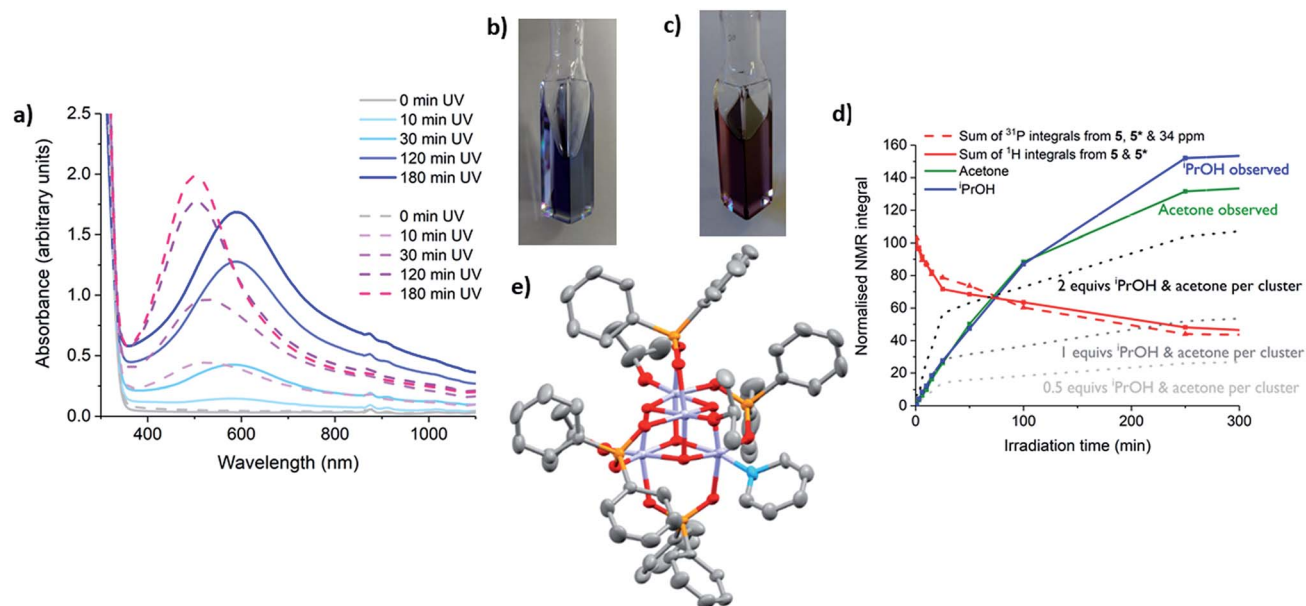 a)
2.5
2.0
1.5
1.0
0.5
0.0
Absorbance (arbitrary units)
400
600
800
1000
Wavelength (nm)
0 min UV
10 min UV
30 min UV
120 min UV
180 min UV
0 min UV
10 min UV
30 min UV
120 min UV
180 min UV
b)
c)
e)
d)
Sum of ³¹P integrals from 5, 5* & 34 ppm
Sum of ¹H integrals from 5 & 5*
Acetone
ⁱPrOH
160
140
120
100
80
60
40
20
0
Normalised NMR integral
ⁱPrOH observed
Acetone observed
2 equivs ⁱPrOH & acetone per cluster
1 equivs ⁱPrOH & acetone per cluster
0.5 equivs ⁱPrOH & acetone per cluster
0
100
200
300
Irradiation time (min)